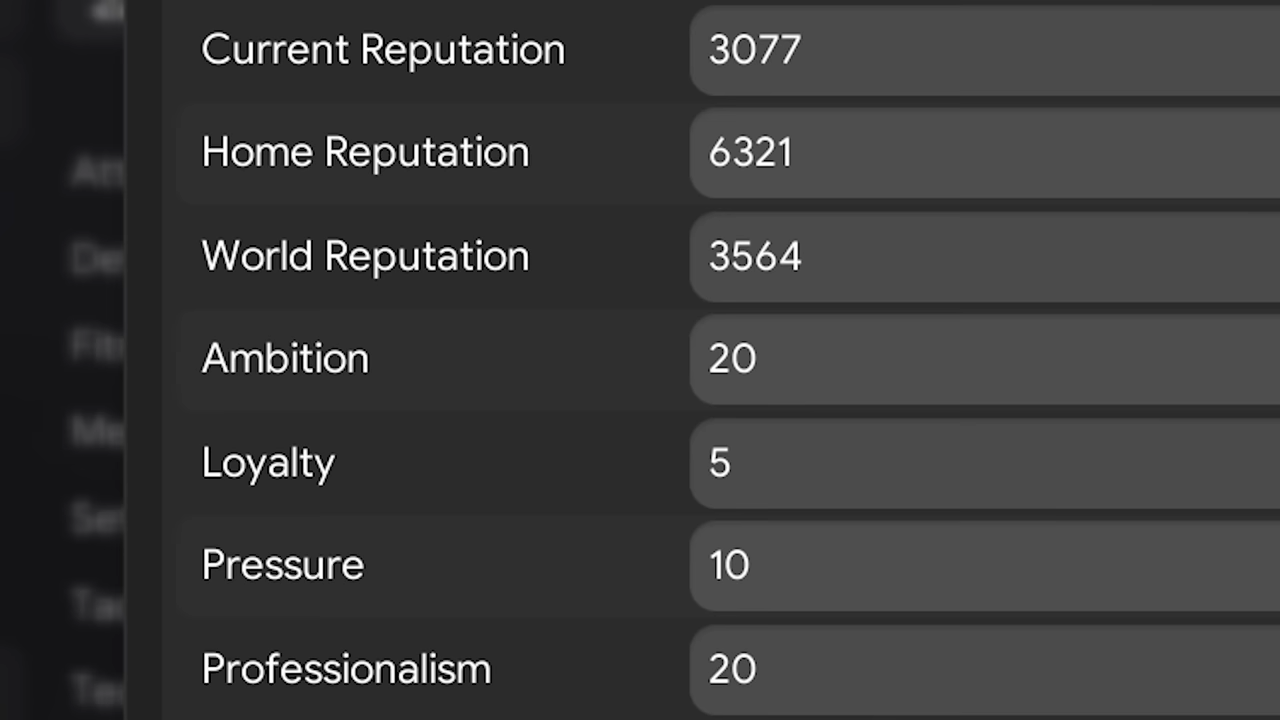 Current Reputation 3077
Home Reputation 6321
World Reputation 3564
Ambition 20
Loyalty 5
Pressure 10
Professionalism 20